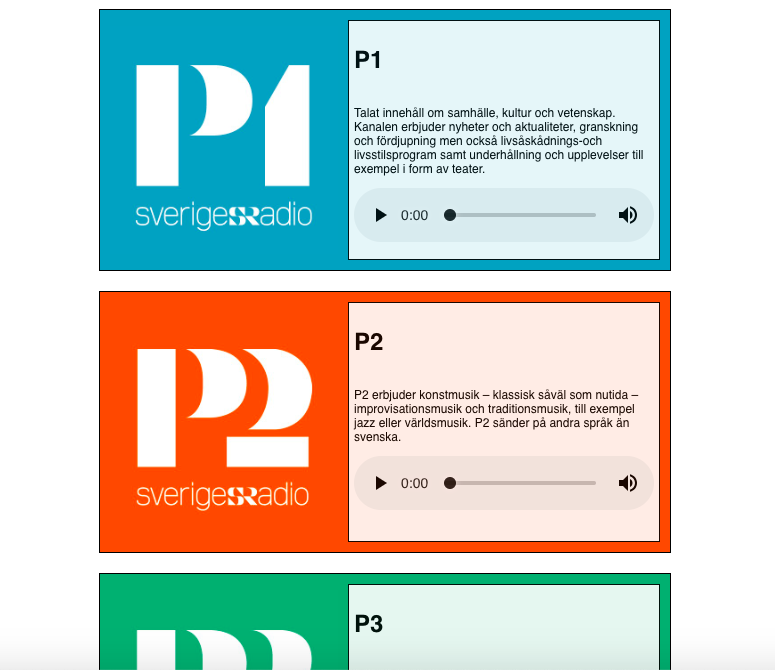 P1
sverigesRadio
P1
Talat innehåll om samhälle, kultur och vetenskap.
Kanalen erbjuder nyheter och aktualiteter, granskning
och fördjupning men också livsåskådnings-och
livsstilsprogram samt underhållning och upplevelser till
exempel i form av teater.
0:00
P2
sverigesRadio
P2
P2 erbjuder konstmusik – klassisk såväl som nutida –
improvisationsmusik och traditionsmusik, till exempel
jazz eller världsmusik. P2 sänder på andra språk än
svenska.
0:00
P3